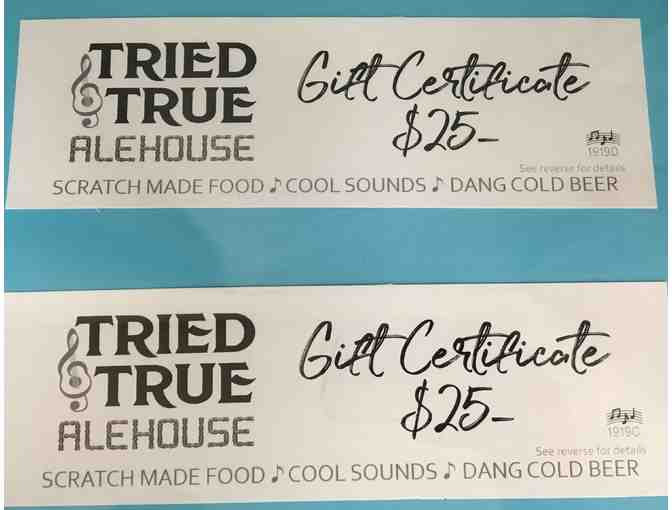 TRIED
TRUE
ALEHOUSE
Gift Certificate
$25-
1919D
See reverse for details
SCRATCH MADE FOOD ♪ COOL SOUNDS ♪ DANG COLD BEER
TRIED
TRUE
ALEHOUSE
Gift Certificate
$25-
1919C
See reverse for details
SCRATCH MADE FOOD ♪ COOL SOUNDS ♪ DANG COLD BEER